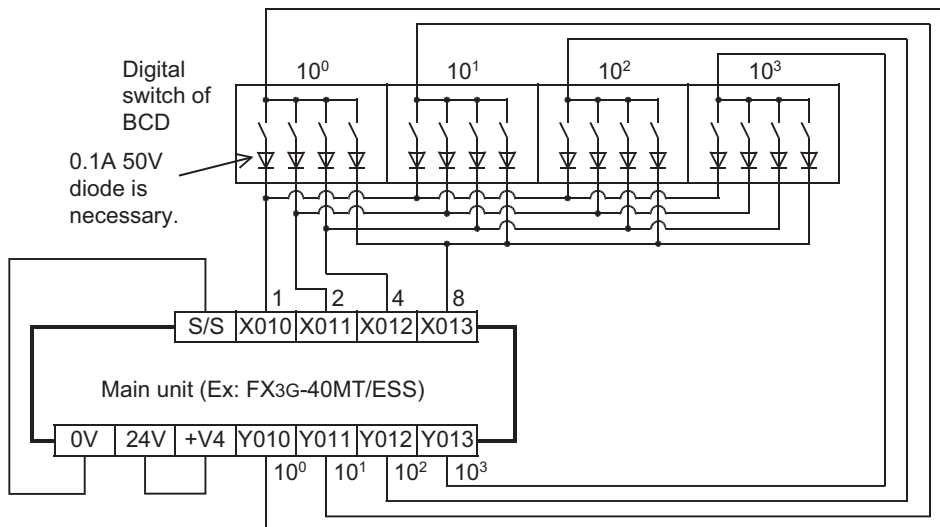 Digital
switch of
BCD
10⁰ 10¹ 10² 10³
0.1A 50V
diode is
necessary.
1 2 4 8
S/S X010 X011 X012 X013
Main unit (Ex: FX3G-40MT/ESS)
0V 24V +V4 Y010 Y011 Y012 Y013
10⁰ 10¹ 10² 10³